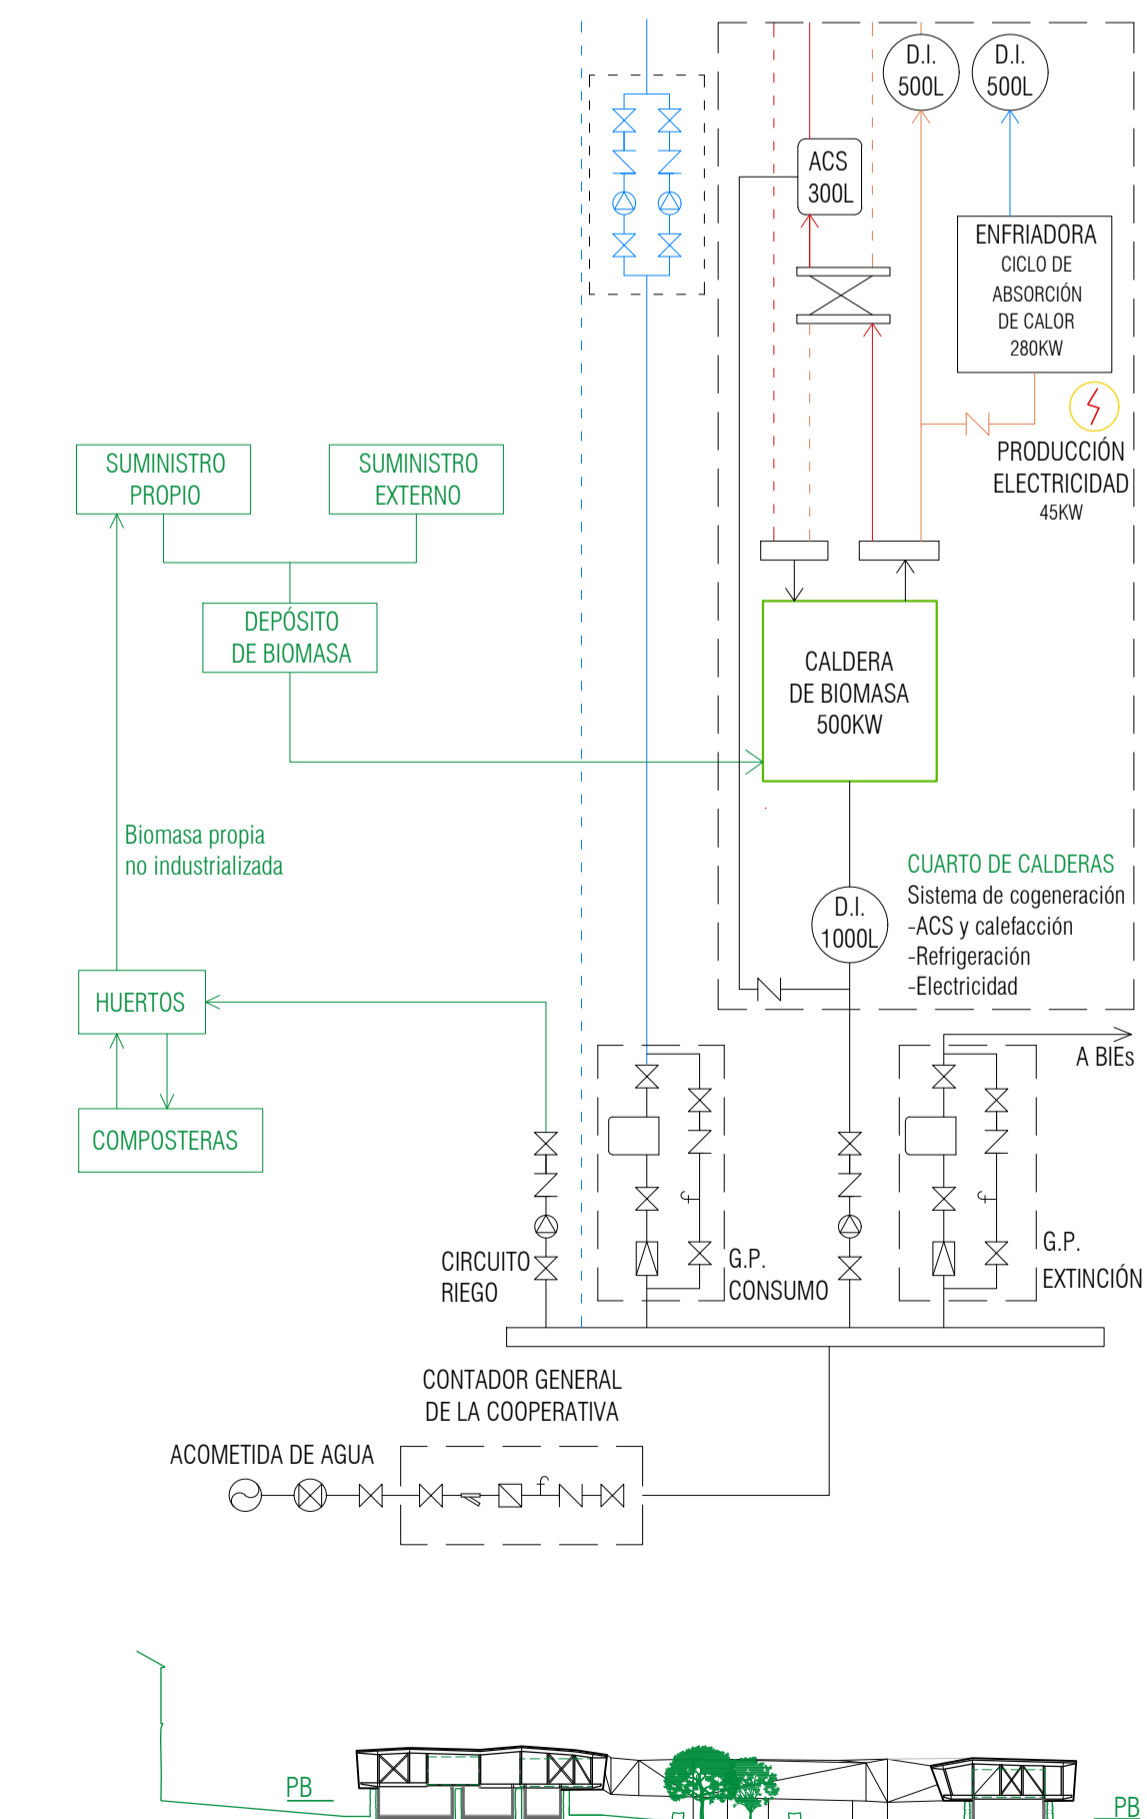 D.I.
500L
D.I.
500L
ACS
300L
ENFRIADORA
CICLO DE
ABSORCIÓN
DE CALOR
280KW
PRODUCCIÓN
ELECTRICIDAD
45KW
SUMINISTRO
PROPIO
SUMINISTRO
EXTERNO
DEPÓSITO
DE BIOMASA
CALDERA
DE BIOMASA
500KW
Biomasa propia
no industrializada
CUARTO DE CALDERAS
Sistema de cogeneración
-ACS y calefacción
-Refrigeración
-Electricidad
D.I.
1000L
HUERTOS
A BIEs
COMPOSTERAS
f
f
CIRCUITO
RIEGO
G.P.
CONSUMO
G.P.
EXTINCIÓN
CONTADOR GENERAL
DE LA COOPERATIVA
ACOMETIDA DE AGUA
f
PB
PB